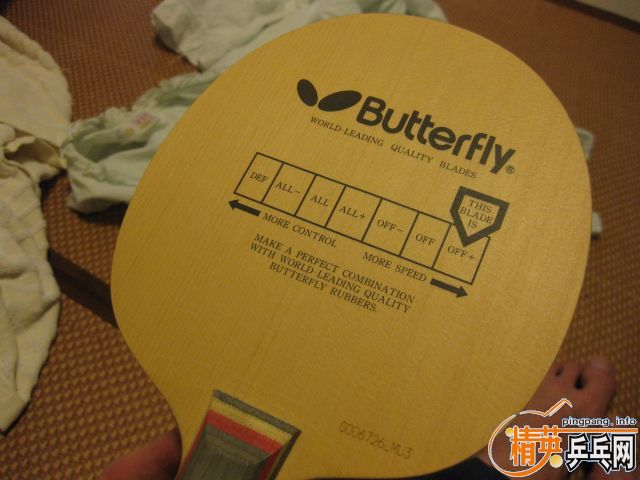 Butterfly®
WORLD-LEADING QUALITY BLADES
THIS
BLADE
IS
DEF ALL- ALL ALL+ OFF- OFF OFF+
MORE CONTROL MORE SPEED
MAKE A PERFECT COMBINATION
WITH WORLD-LEADING QUALITY
BUTTERFLY RUBBERS.
pingpang.info
精英乒乓网